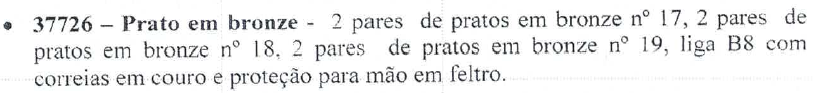 • 37726 – Prato em bronze - 2 pares de pratos em bronze nº 17, 2 pares de
pratos em bronze nº 18, 2 pares de pratos em bronze nº 19, liga B8 com
correias em couro e proteção para mão em feltro.